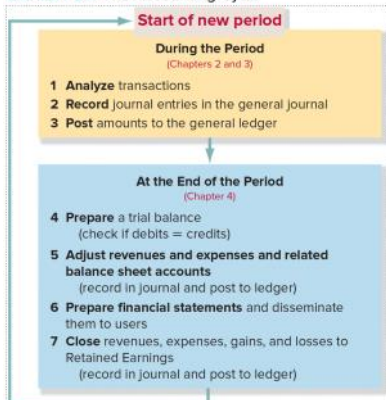 Start of new period
During the Period
(Chapters 2 and 3)
1 Analyze transactions
2 Record journal entries in the general journal
3 Post amounts to the general ledger
At the End of the Period
(Chapter 4)
4 Prepare a trial balance
(check if debits = credits)
5 Adjust revenues and expenses and related
balance sheet accounts
(record in journal and post to ledger)
6 Prepare financial statements and disseminate
them to users
7 Close revenues, expenses, gains, and losses to
Retained Earnings
(record in journal and post to ledger)